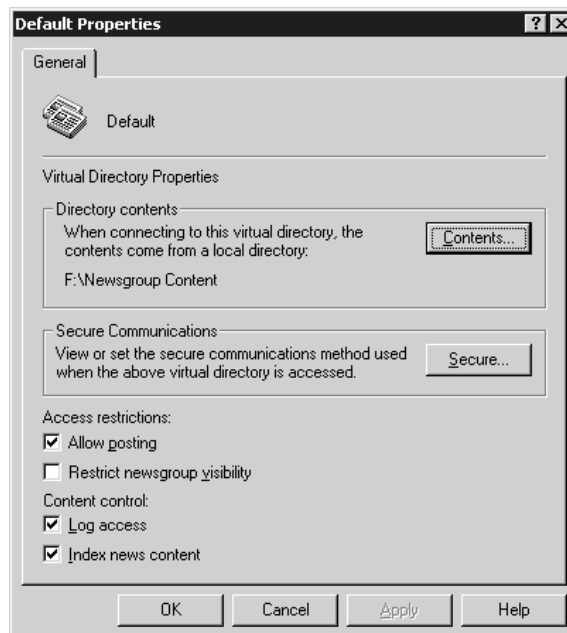 Default Properties
General
Default
Virtual Directory Properties
Directory contents
When connecting to this virtual directory, the
contents come from a local directory:
Contents...
F:\Newsgroup Content
Secure Communications
View or set the secure communications method used
when the above virtual directory is accessed.
Secure...
Access restrictions:
Allow posting
Restrict newsgroup visibility
Content control:
Log access
Index news content
OK Cancel Apply Help